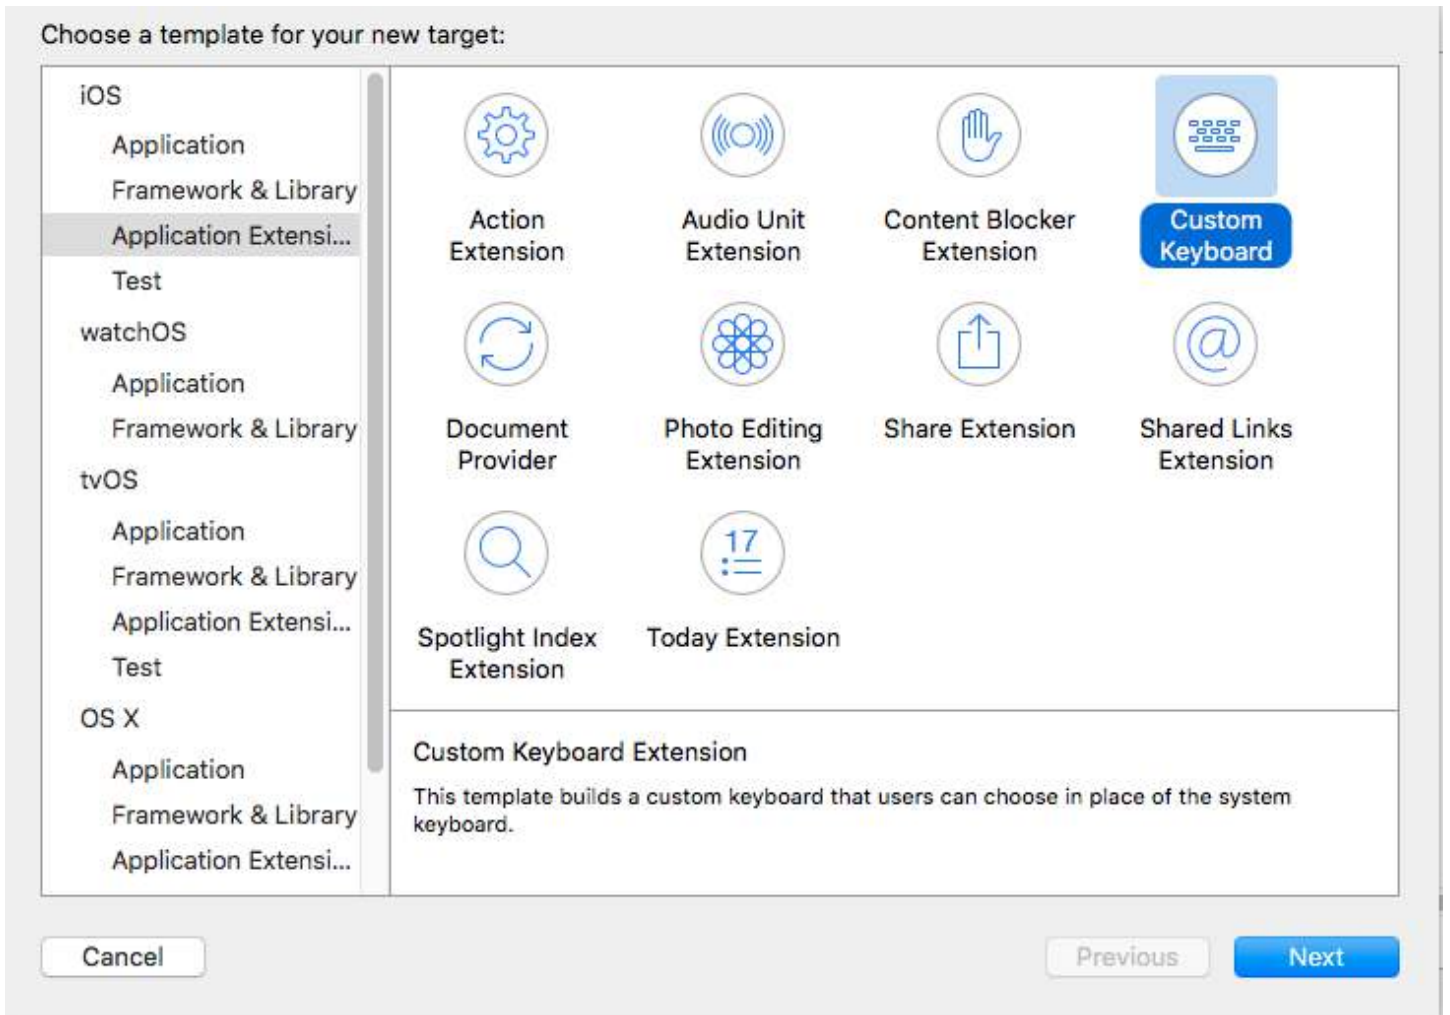 Choose a template for your new target:
iOS
Application
Framework & Library
Application Extensi...
Test
watchOS
Application
Framework & Library
tvOS
Application
Framework & Library
Application Extensi...
Test
OS X
Application
Framework & Library
Application Extensi...
Action
Extension
Audio Unit
Extension
Content Blocker
Extension
Custom
Keyboard
Document
Provider
Photo Editing
Extension
Share Extension
@
Shared Links
Extension
Spotlight Index
Extension
17
Today Extension
Custom Keyboard Extension
This template builds a custom keyboard that users can choose in place of the system
keyboard.
Cancel
Previous
Next